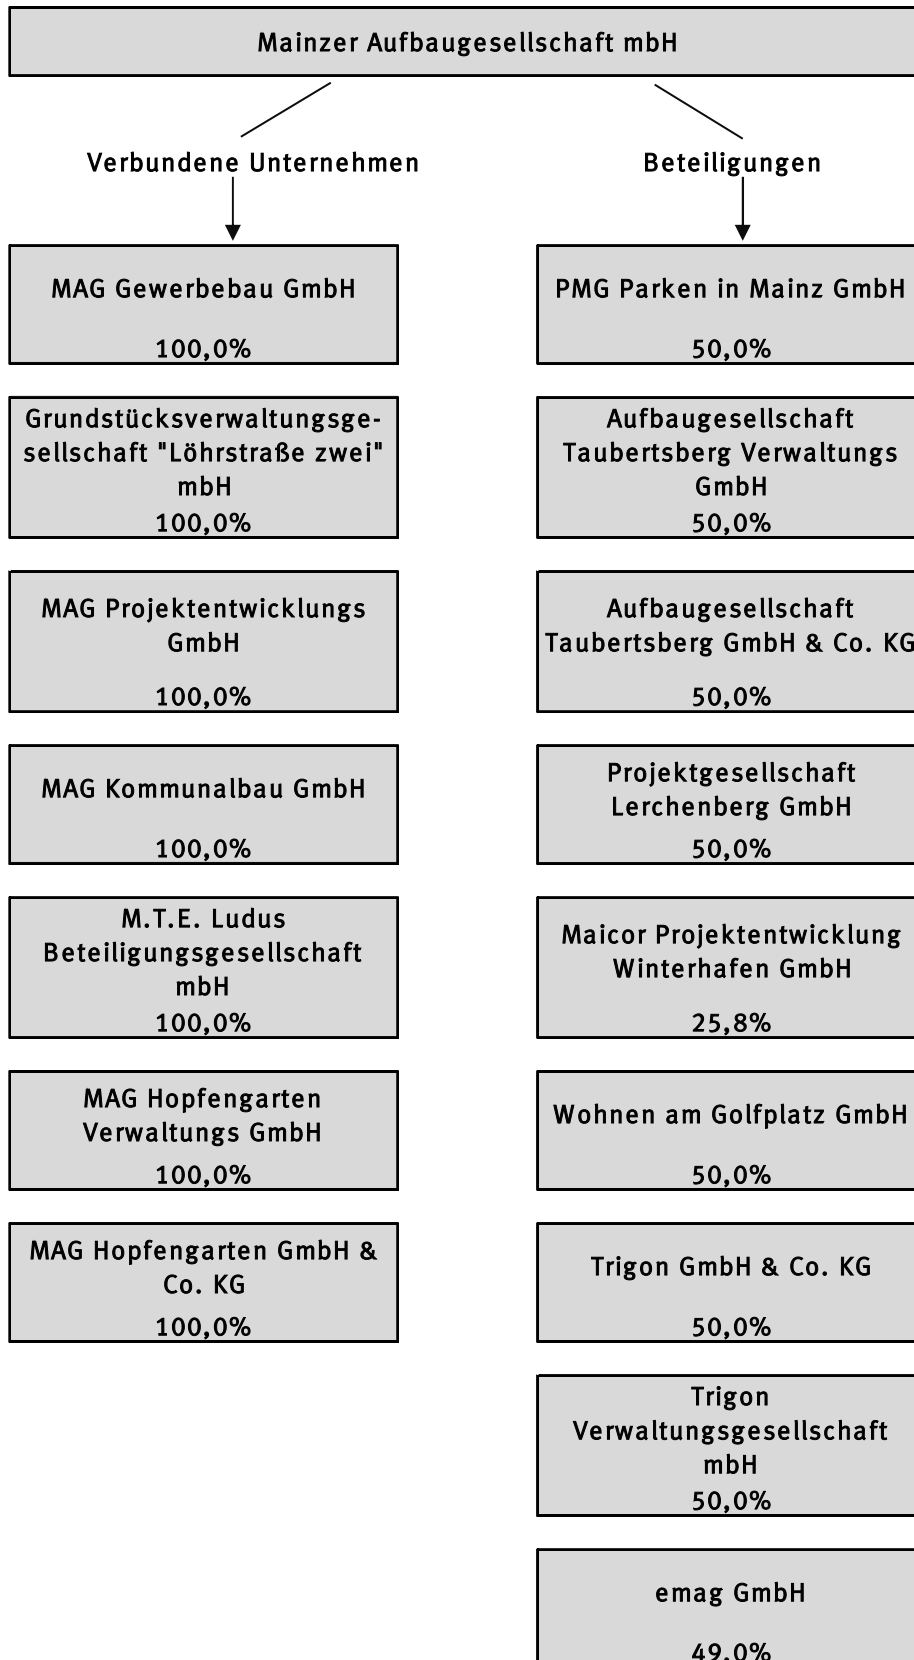 Mainzer Aufbaugesellschaft mbH
Verbundene Unternehmen
MAG Gewerbebau GmbH
100,0%
Grundstücksverwaltungsge-
sellschaft "Löhrstraße zwei"
mbH
100,0%
MAG Projektentwicklungs
GmbH
100,0%
MAG Kommunalbau GmbH
100,0%
M.T.E. Ludus
Beteiligungsgesellschaft
mbH
100,0%
MAG Hopfengarten
Verwaltungs GmbH
100,0%
MAG Hopfengarten GmbH &
Co. KG
100,0%
Beteiligungen
PMG Parken in Mainz GmbH
50,0%
Aufbaugesellschaft
Taubertsberg Verwaltungs
GmbH
50,0%
Aufbaugesellschaft
Taubertsberg GmbH & Co. KG
50,0%
Projektgesellschaft
Lerchenberg GmbH
50,0%
Maicor Projektentwicklung
Winterhafen GmbH
25,8%
Wohnen am Golfplatz GmbH
50,0%
Trigon GmbH & Co. KG
50,0%
Trigon
Verwaltungsgesellschaft
mbH
50,0%
emag GmbH
49,0%